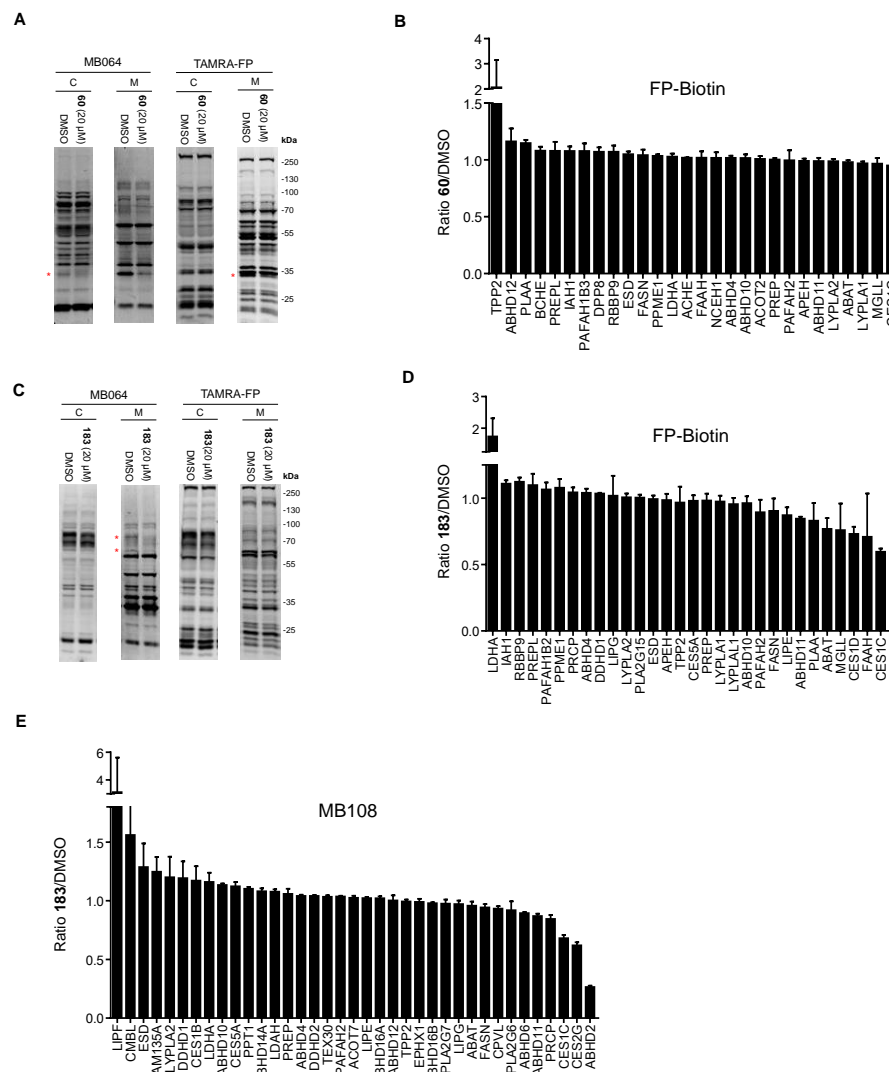 A
MB064
TAMRA-FP
C
M
C
M
DMSO
60 (20 µM)
DMSO
60 (20 µM)
DMSO
60 (20 µM)
DMSO
60 (20 µM)
kDa
-250
-130
-100
-70
-55
*
*
-35
-25
B
FP-Biotin
Ratio 60/DMSO
4
3
2
1.5
1.0
0.5
0.0
TPP2
ABHD12
PLAA
BCHE
PREPL
IAH1
PAFAH1B3
DPP8
RBBP9
ESD
FASN
PPME1
LDHA
ACHE
FAAH
NCEH1
ABHD4
ABHD10
ACOT2
PREP
PAFAH2
APEH
ABHD11
LYPLA2
ABAT
LYPLA1
MGLL
C
MB064
TAMRA-FP
C
M
C
M
DMSO
183 (20 µM)
DMSO
183 (20 µM)
DMSO
183 (20 µM)
DMSO
183 (20 µM)
kDa
-250
-130
-100
*
-70
*
-55
-35
-25
D
FP-Biotin
Ratio 183/DMSO
3
2
1
1.0
0.5
0.0
LDHA
IAH1
RBBP9
PREPL
PAFAH1B2
PPME1
PRCP
ABHD4
DDHD1
LIPG
LYPLA2
PLA2G15
ESD
APEH
TPP2
CES5A
PREP
LYPLA1
LYPLAL1
ABHD10
PAFAH2
FASN
LIPE
ABHD11
PLAA
ABAT
MGLL
CES1D
FAAH
CES1C
E
MB108
Ratio 183/DMSO
6
4
1.5
1.0
0.5
0.0
LIPF
CMBL
ESD
AM135A
LYPLA2
DDHD1
CES1B
LDHA
ABHD10
CES5A
PPT1
BHD14A
LDAH
PREP
ABHD4
DDHD2
TEX30
PAFAH2
ACOT7
LIPE
BHD16A
ABHD12
TPP2
EPHX1
BHD16B
PLA2G7
LIPG
ABAT
FASN
CPVL
PLA2G6
ABHD6
ABHD11
PRCP
CES1C
CES2G
ABHD2